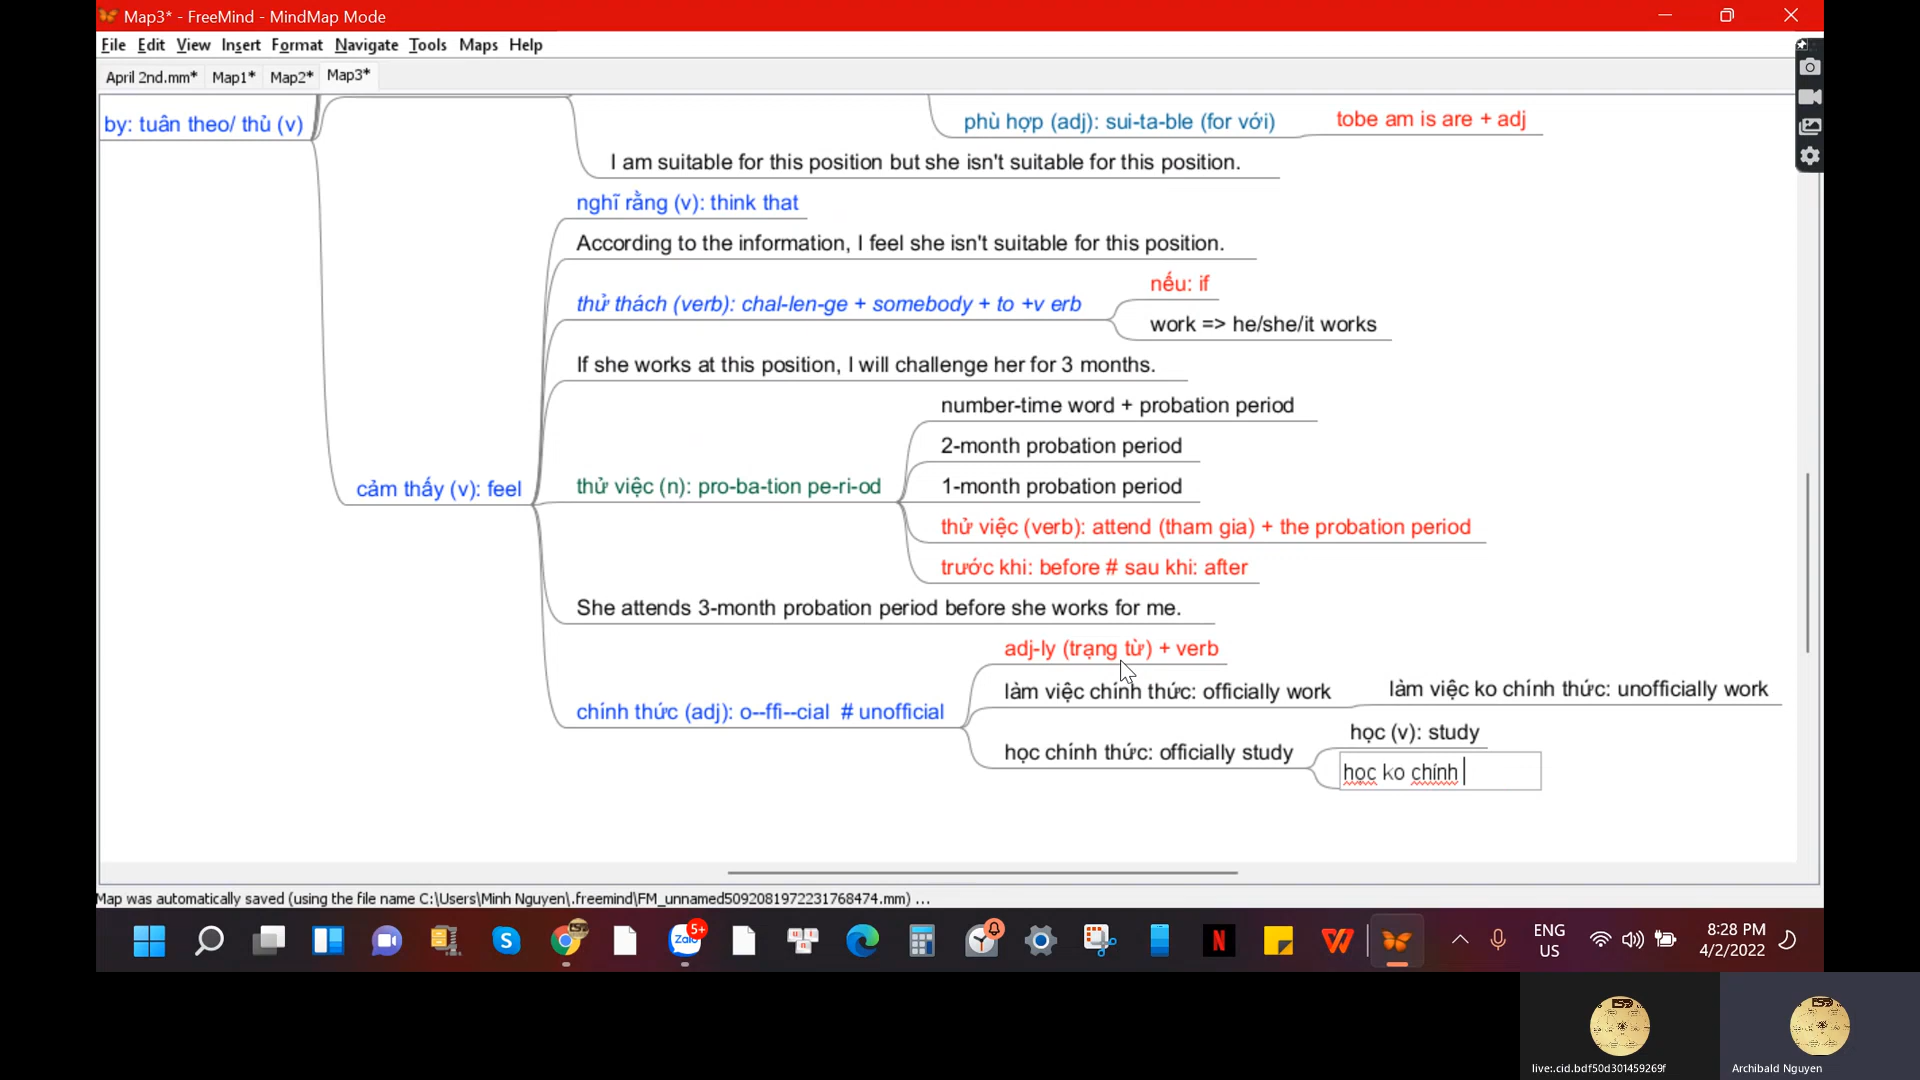 Map3* - FreeMind - MindMap Mode
File Edit View Insert Format Navigate Tools Maps Help
April 2nd.mm* Map1* Map2* Map3*
by: tuân theo/ thủ (v)
phù hợp (adj): sui-ta-ble (for với)
tobe am is are + adj
I am suitable for this position but she isn't suitable for this position.
nghĩ rằng (v): think that
According to the information, I feel she isn't suitable for this position.
nếu: if
thử thách (verb): chal-len-ge + somebody + to +v erb
work => he/she/it works
If she works at this position, I will challenge her for 3 months.
number-time word + probation period
2-month probation period
cảm thấy (v): feel
thử việc (n): pro-ba-tion pe-ri-od
1-month probation period
thử việc (verb): attend (tham gia) + the probation period
trước khi: before # sau khi: after
She attends 3-month probation period before she works for me.
adj-ly (trạng từ) + verb
làm việc chính thức: officially work
làm việc ko chính thức: unofficially work
chính thức (adj): o--ffi--cial # unofficial
học (v): study
học chính thức: officially study
học ko chính
Map was automatically saved (using the file name C:\Users\Minh Nguyen\.freemind\FM_unnamed5092081972231768474.mm) ...
5+
Zalo
N
ENG
US
8:28 PM
4/2/2022
live:.cid.bdf50d301459269f
Archibald Nguyen